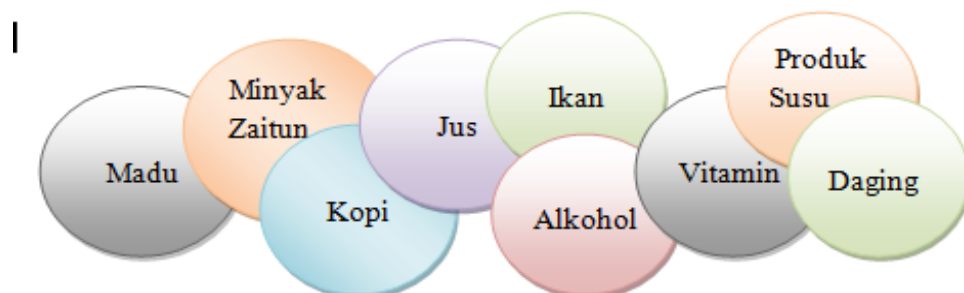 Madu
Minyak
Zaitun
Kopi
Jus
Ikan
Alkohol
Vitamin
Produk
Susu
Daging